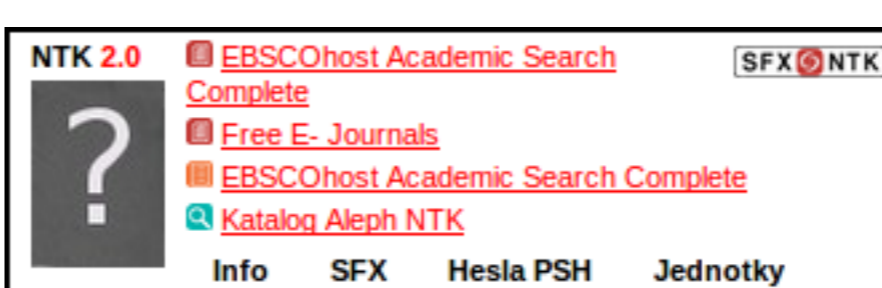 NTK 2.0
EBSCOhost Academic Search
Complete
SFX NTK
Free E- Journals
EBSCOhost Academic Search Complete
?
Katalog Aleph NTK
Info SFX Hesla PSH Jednotky